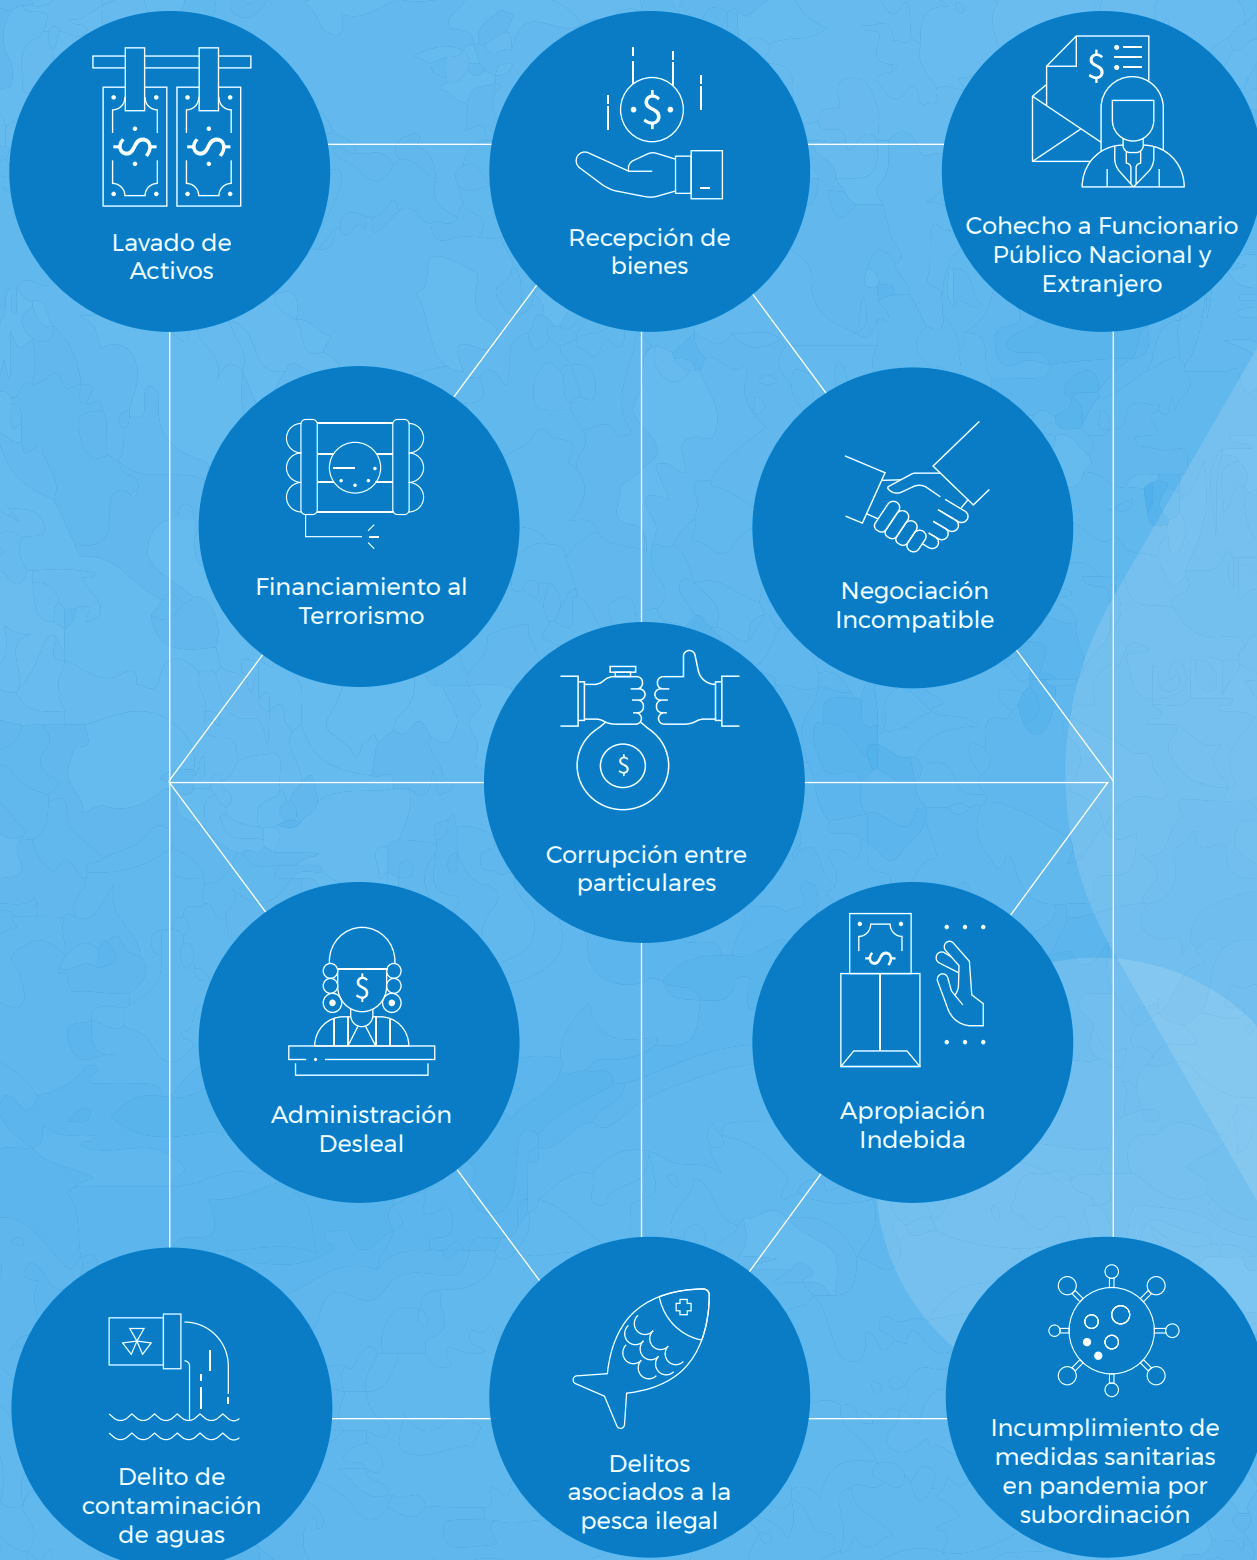 Lavado de
Activos
Recepción de
bienes
Cohecho a Funcionario
Público Nacional y
Extranjero
Financiamiento al
Terrorismo
Negociación
Incompatible
Corrupción entre
particulares
Administración
Desleal
Apropiación
Indebida
Delito de
contaminación
de aguas
Delitos
asociados a la
pesca ilegal
Incumplimiento de
medidas sanitarias
en pandemia por
subordinación